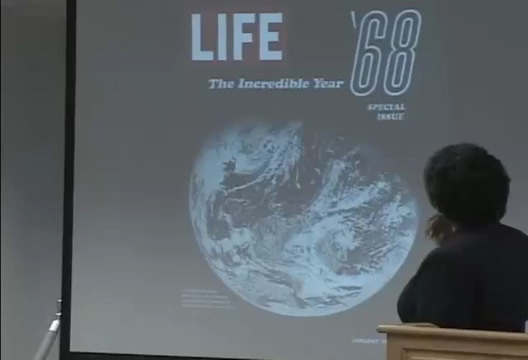 LIFE
'68
The Incredible Year
SPECIAL
ISSUE